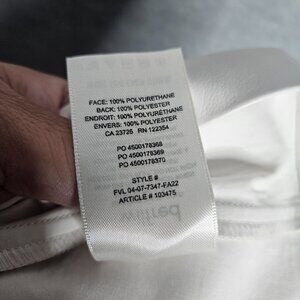 FACE: 100% POLYURETHANE
BACK: 100% POLYESTER
ENDROIT: 100% POLYURETHANE
ENVERS: 100% POLYESTER
CA 23725 RN 122354
PO 4500178368
PO 4500178369
PO 4500178370
STYLE #
FVL 04-07-7347-FA22
ARTICLE # 103475
wilfred